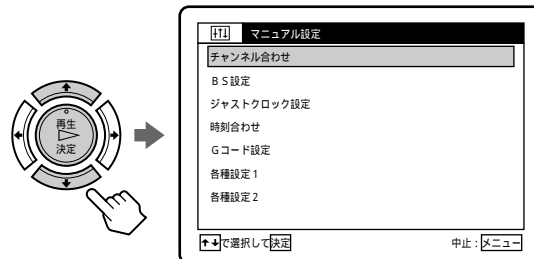 再生
決定
マニュアル設定
チャンネル合わせ
BS設定
ジャストクロック設定
時刻合わせ
Gコード設定
各種設定1
各種設定2
で選択して決定 中止:メニュー